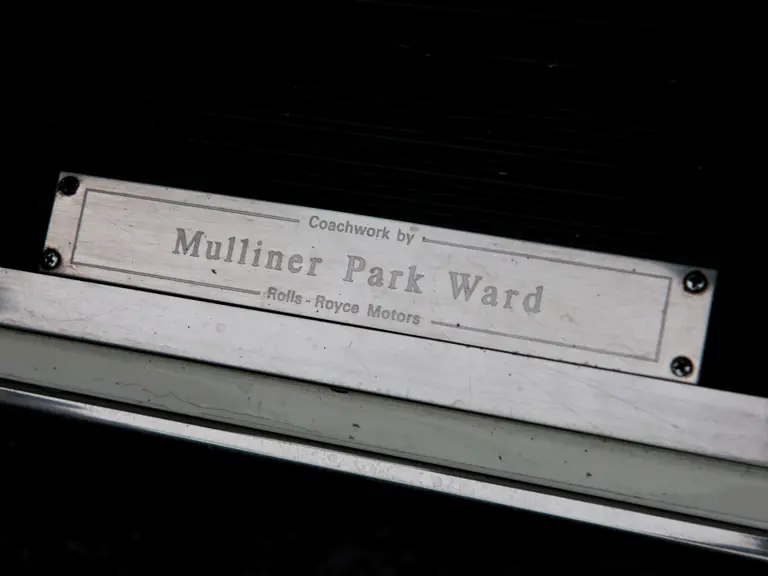 Coachwork by
Mulliner Park Ward
Rolls - Royce Motors